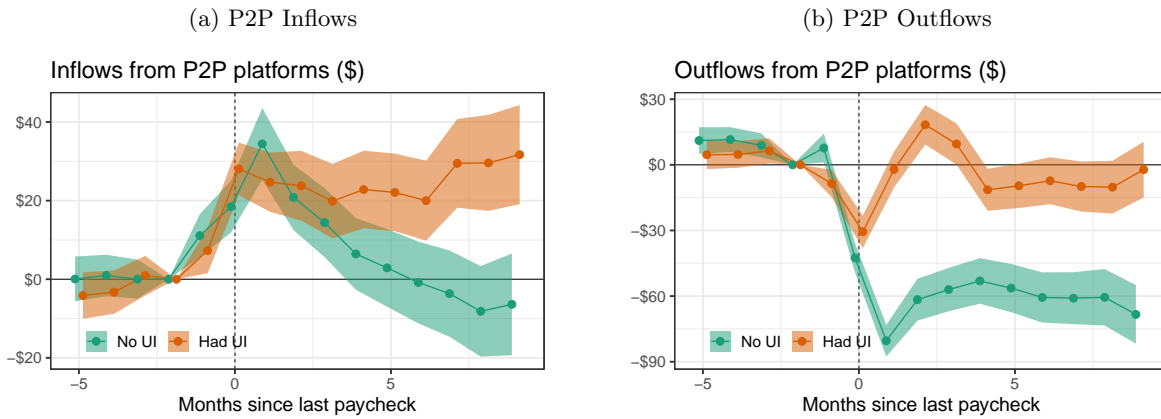 (a) P2P Inflows
Inflows from P2P platforms ($)
$40
$20
$0
−$20
No UI
Had UI
−5
0
5
Months since last paycheck
(b) P2P Outflows
Outflows from P2P platforms ($)
$30
$0
−$30
−$60
−$90
No UI
Had UI
−5
0
5
Months since last paycheck